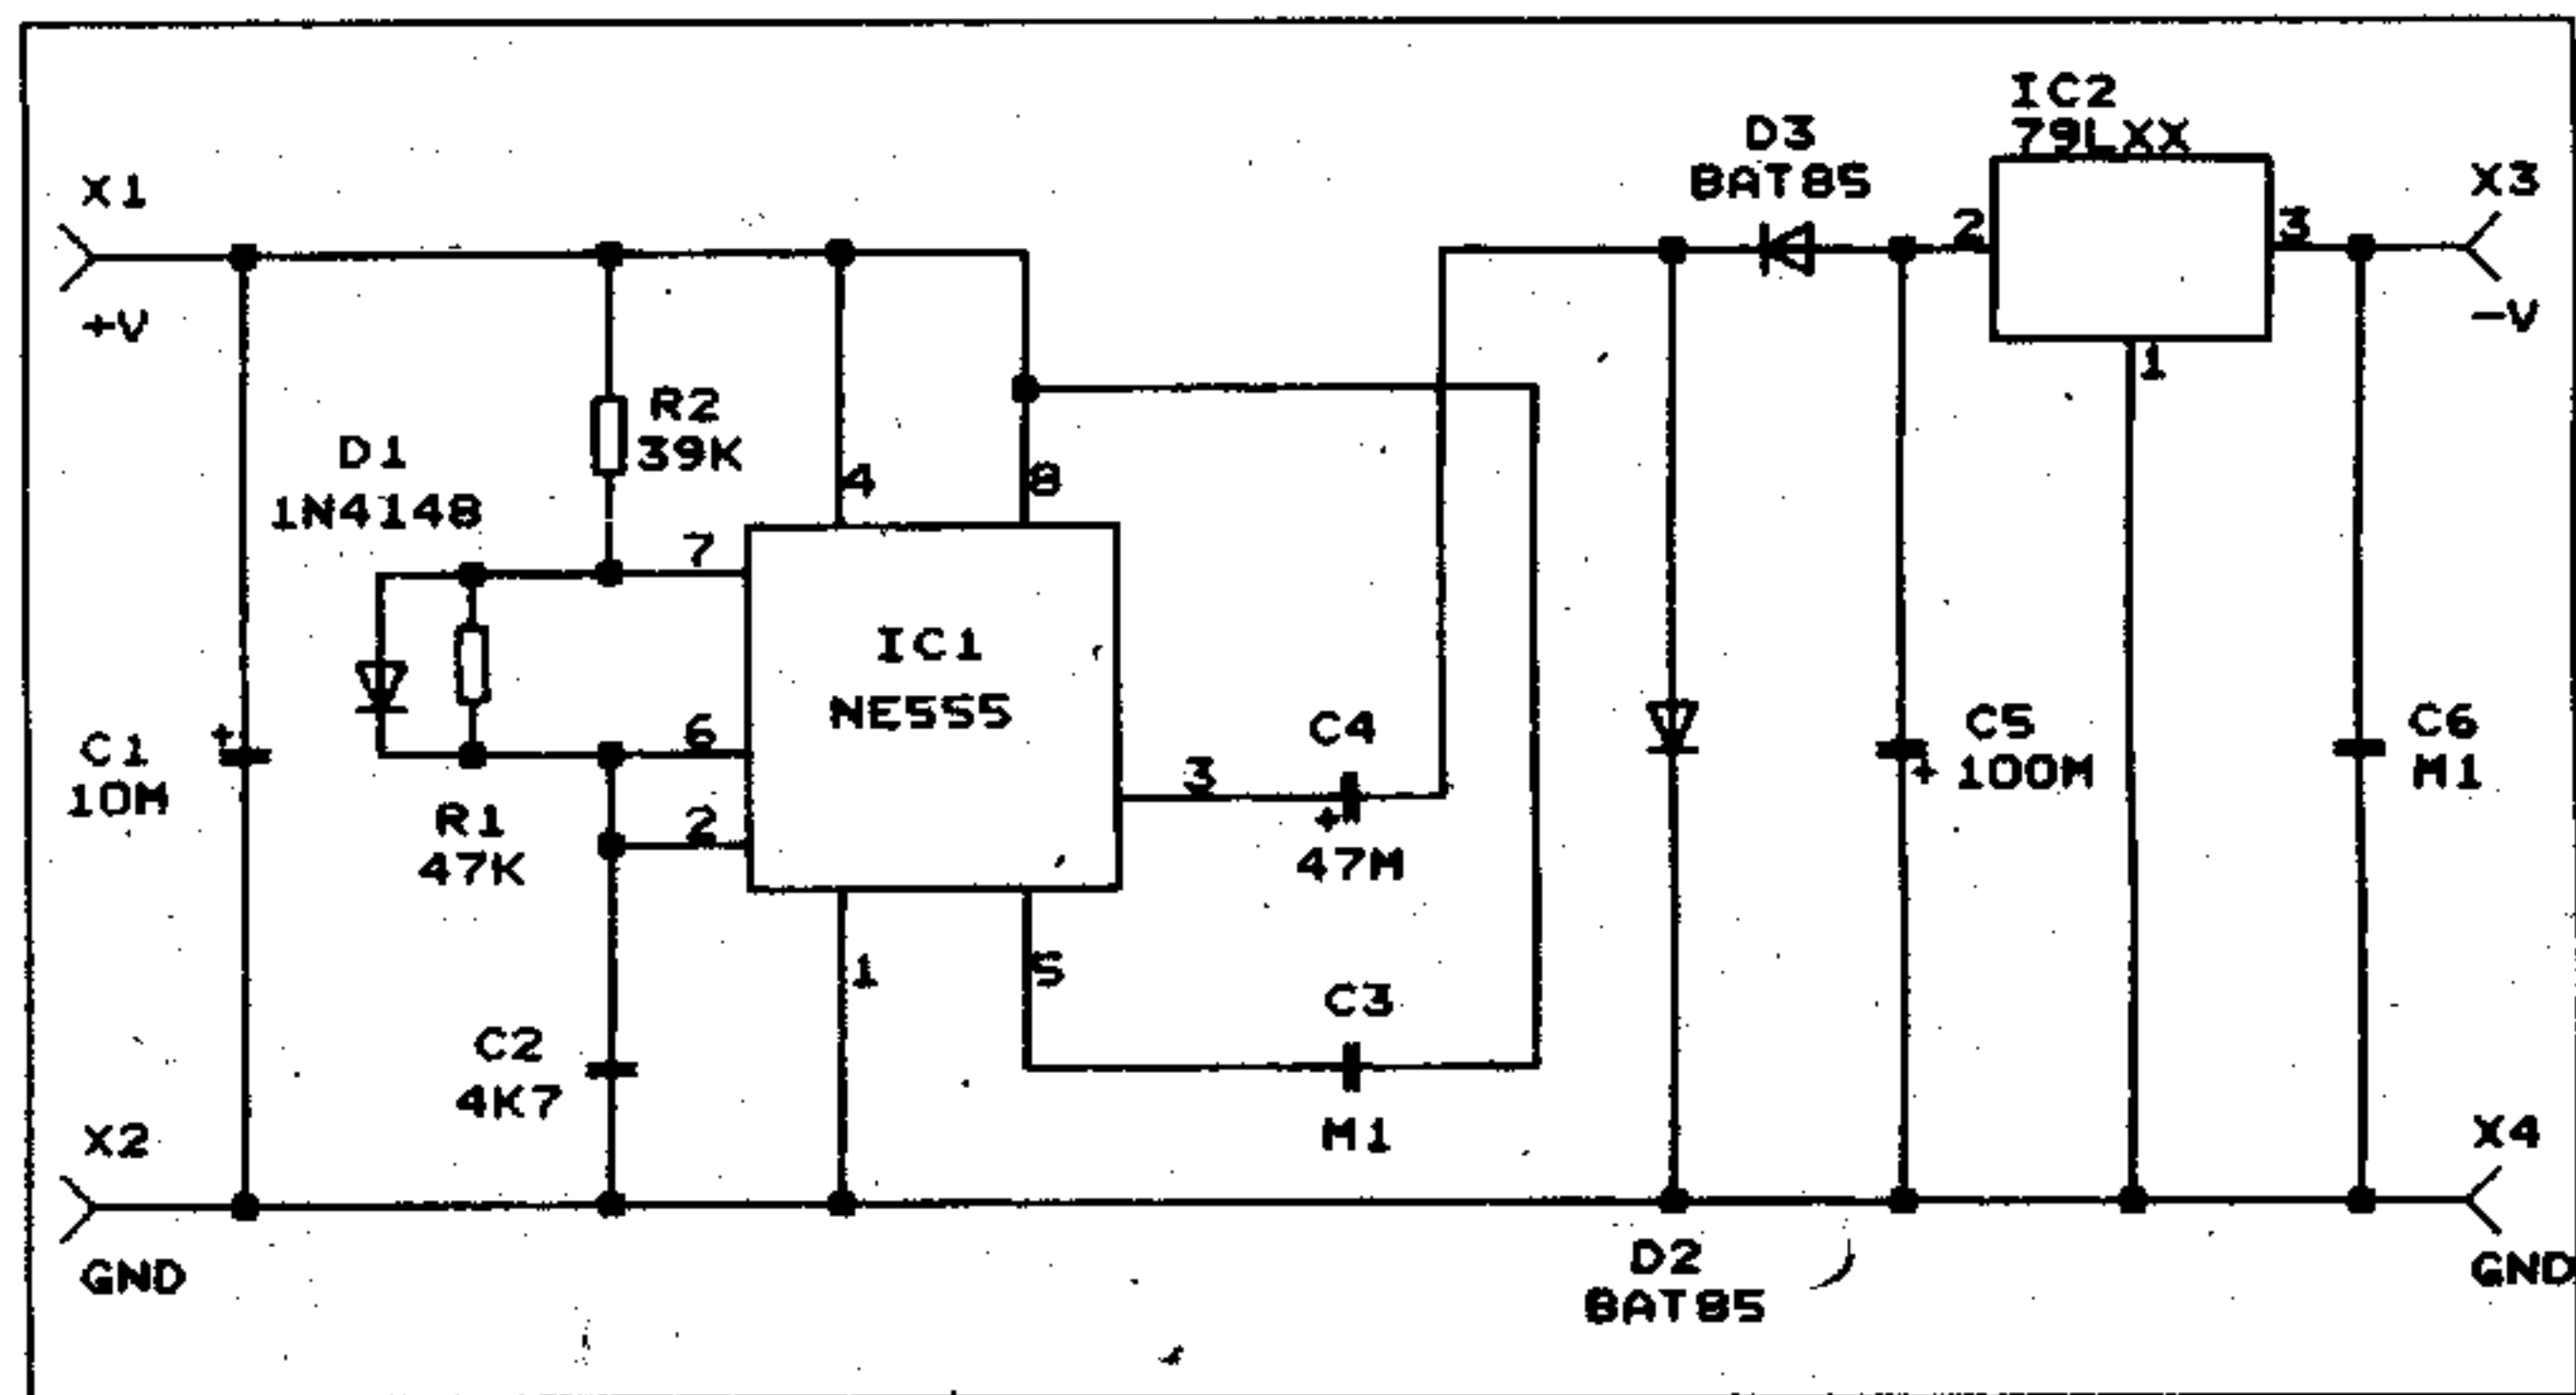 X1
+V
C1
10M
+
X2
GND
D1
1N4148
R2
39K
R1
47K
C2
4K7
4
8
7
6
2
1
5
3
IC1
NE555
C4
+
47M
C3
M1
D3
BAT85
D2
BAT85
C5
+ 100M
IC2
79LXX
2
3
1
C6
M1
X3
-V
X4
GND